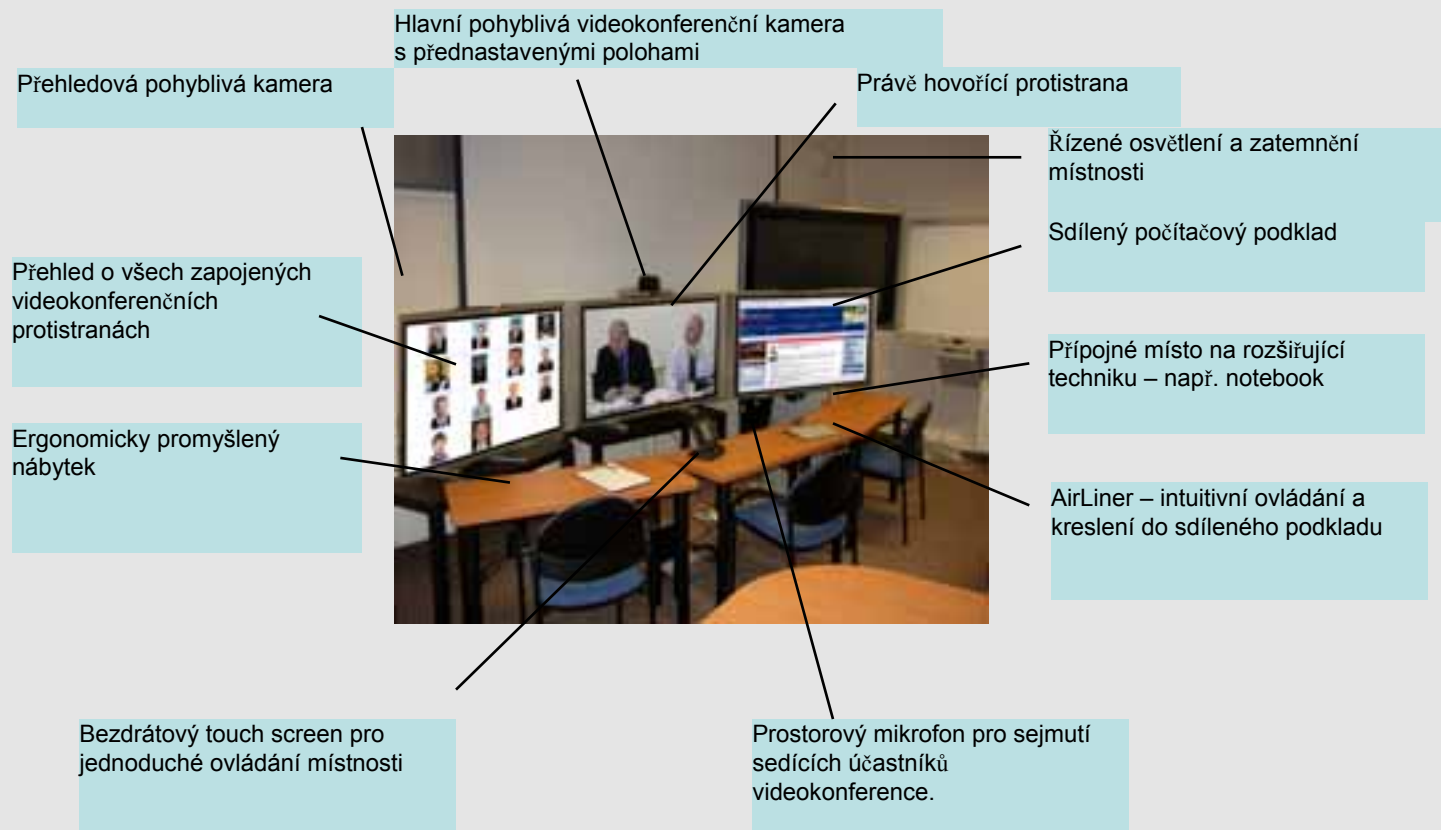 Hlavní pohyblivá videokonferenční kamera
s přednastavenými polohami
Přehledová pohyblivá kamera
Právě hovořící protistrana
Řízené osvětlení a zatemnění
místnosti
Sdílený počítačový podklad
Přehled o všech zapojených
videokonferenčních
protistranách
Přípojné místo na rozšiřující
techniku – např. notebook
Ergonomicky promyšlený
nábytek
AirLiner – intuitivní ovládání a
kreslení do sdíleného podkladu
Bezdrátový touch screen pro
jednoduché ovládání místnosti
Prostorový mikrofon pro sejmutí
sedících účastníků
videokonference.